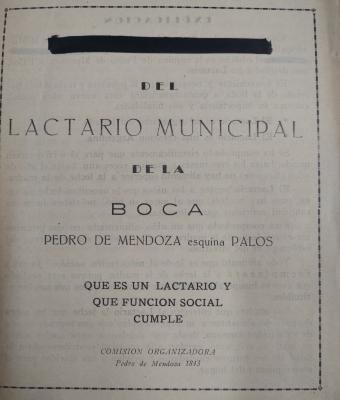 DEL
LACTARIO MUNICIPAL
DE LA
BOCA
PEDRO DE MENDOZA esquina PALOS
QUE ES UN LACTARIO Y
QUE FUNCION SOCIAL
CUMPLE
COMISION ORGANIZADORA
Pedro de Mendoza 1843